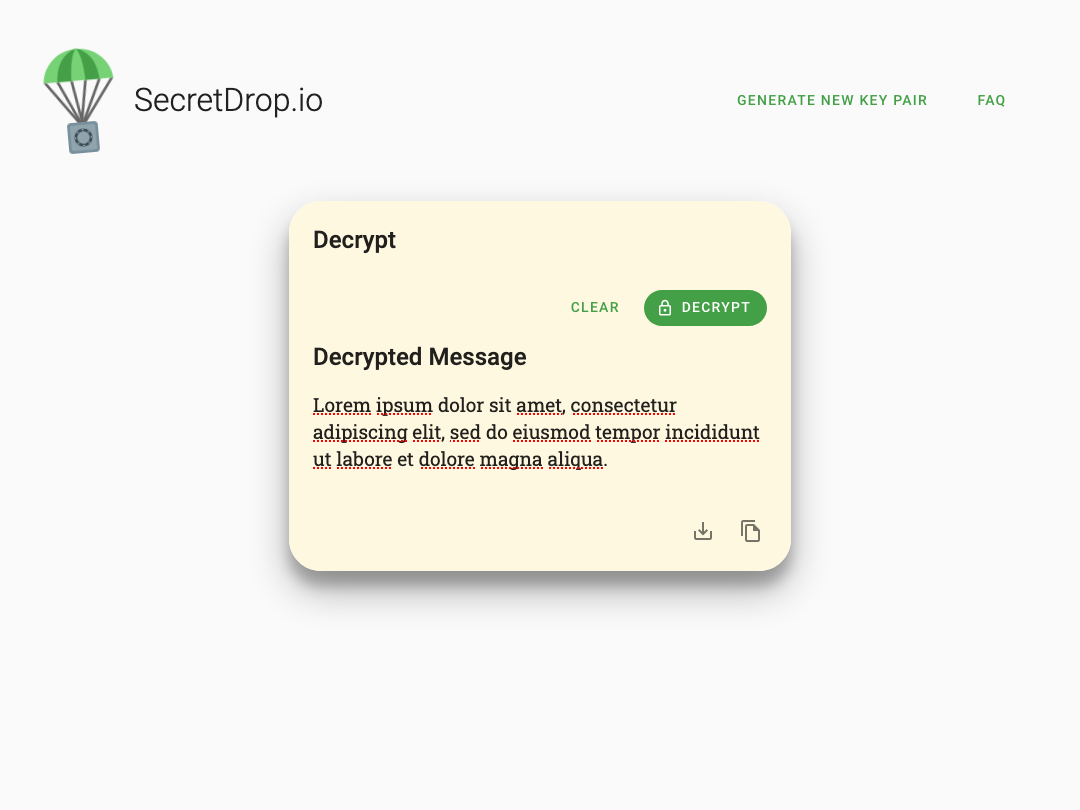 SecretDrop.io
GENERATE NEW KEY PAIR
FAQ
Decrypt
CLEAR
DECRYPT
Decrypted Message
Lorem ipsum dolor sit amet, consectetur
adipiscing elit, sed do eiusmod tempor incididunt
ut labore et dolore magna aliqua.